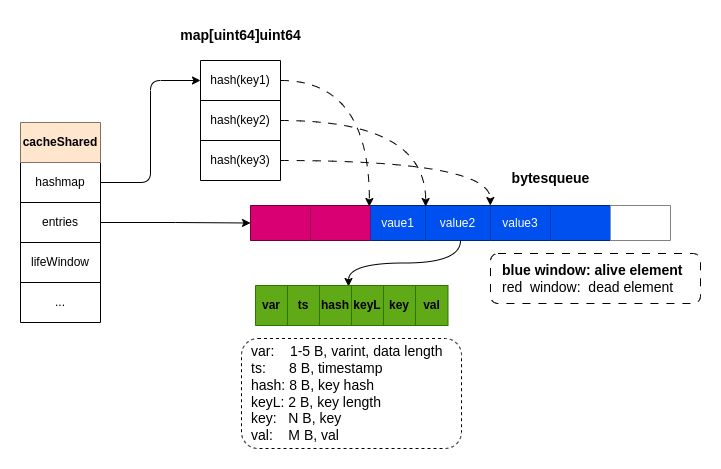 map[uint64]uint64
hash(key1)
hash(key2)
hash(key3)
cacheShared
hashmap
entries
lifeWindow
...
bytesqueue
vaue1
value2
value3
blue window: alive element
red window: dead element
var
ts
hash
keyL
key
val
var: 1-5 B, varint, data length
ts: 8 B, timestamp
hash: 8 B, key hash
keyL: 2 B, key length
key: N B, key
val: M B, val